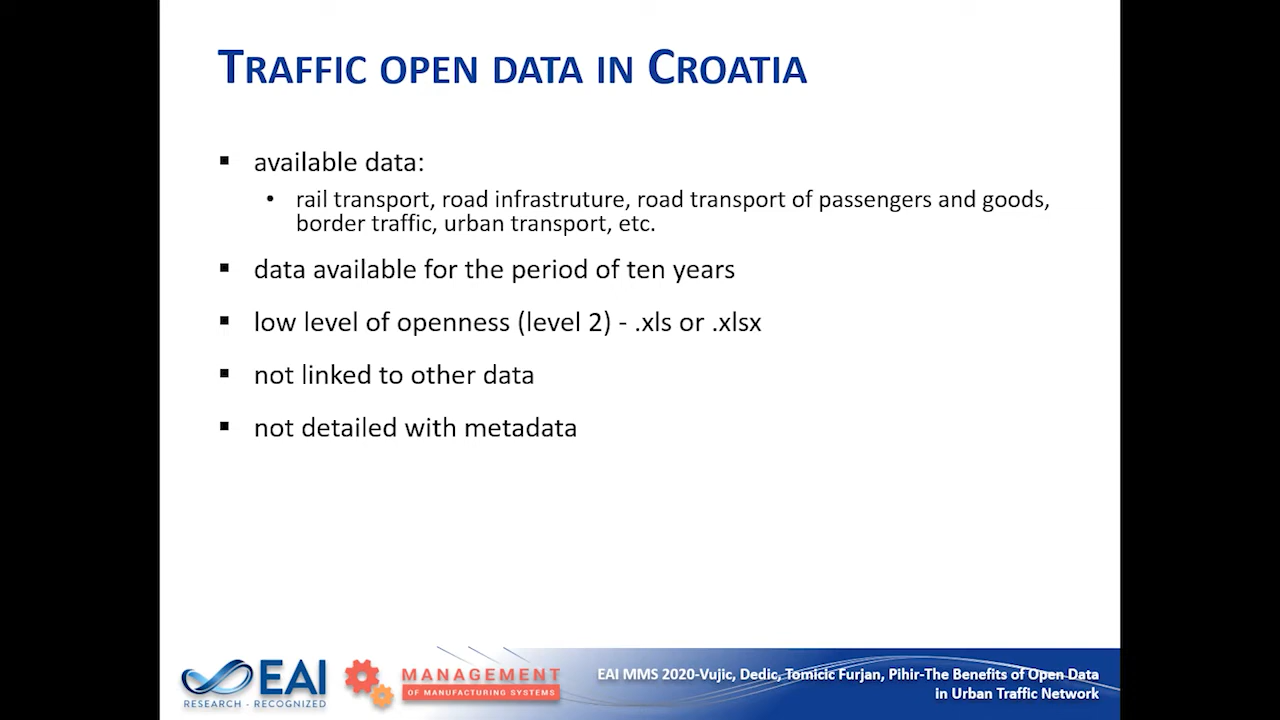 TRAFFIC OPEN DATA IN CROATIA
▪ available data:
• rail transport, road infrastruture, road transport of passengers and goods,
border traffic, urban transport, etc.
▪ data available for the period of ten years
▪ low level of openness (level 2) - .xls or .xlsx
▪ not linked to other data
▪ not detailed with metadata
EAI
RESEARCH - RECOGNIZED
MANAGEMENT
OF MANUFACTURING SYSTEMS
EAI MMS 2020-Vujic, Dedic, Tomicic Furjan, Pihir-The Benefits of Open Data
in Urban Traffic Network